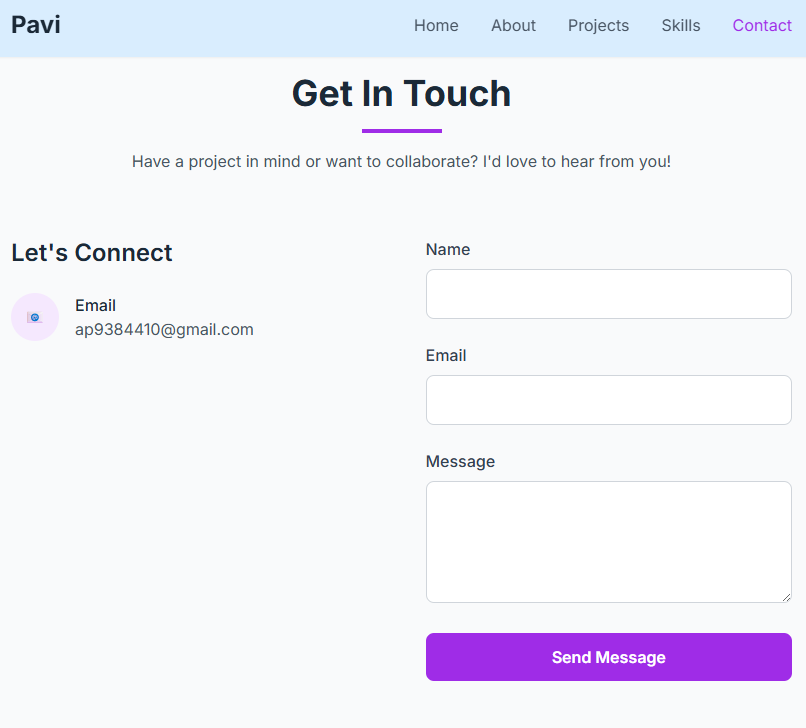 Pavi
Home About Projects Skills Contact
Get In Touch
Have a project in mind or want to collaborate? I'd love to hear from you!
Let's Connect
Email
ap9384410@gmail.com
Name
Email
Message
Send Message